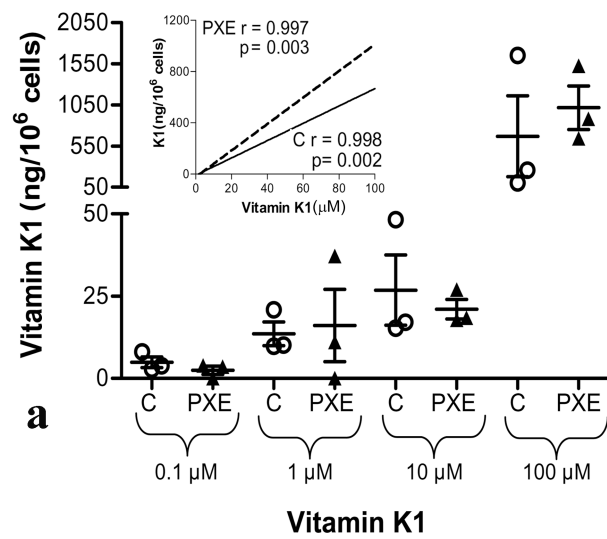 a
Vitamin K1 (ng/10⁶ cells)
2050
1550
1050
550
50
50
25
0
K1(ng/10⁶ cells)
1200
800
400
0
PXE r = 0.997
p= 0.003
C r = 0.998
p= 0.002
0 20 40 60 80 100
Vitamin K1(μM)
C PXE C PXE C PXE C PXE
0.1 μM 1 μM 10 μM 100 μM
Vitamin K1